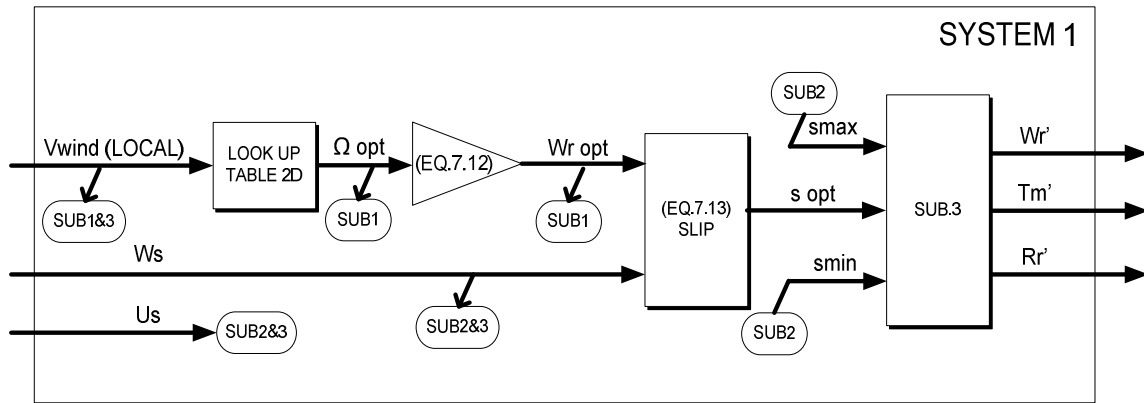 SYSTEM 1
Vwind (LOCAL)
SUB1&3
LOOK UP
TABLE 2D
Ω opt
SUB1
(EQ.7.12)
Wr opt
SUB1
Ws
SUB2&3
Us
SUB2&3
(EQ.7.13)
SLIP
s opt
SUB2
smax
smin
SUB2
SUB.3
Wr’
Tm’
Rr’